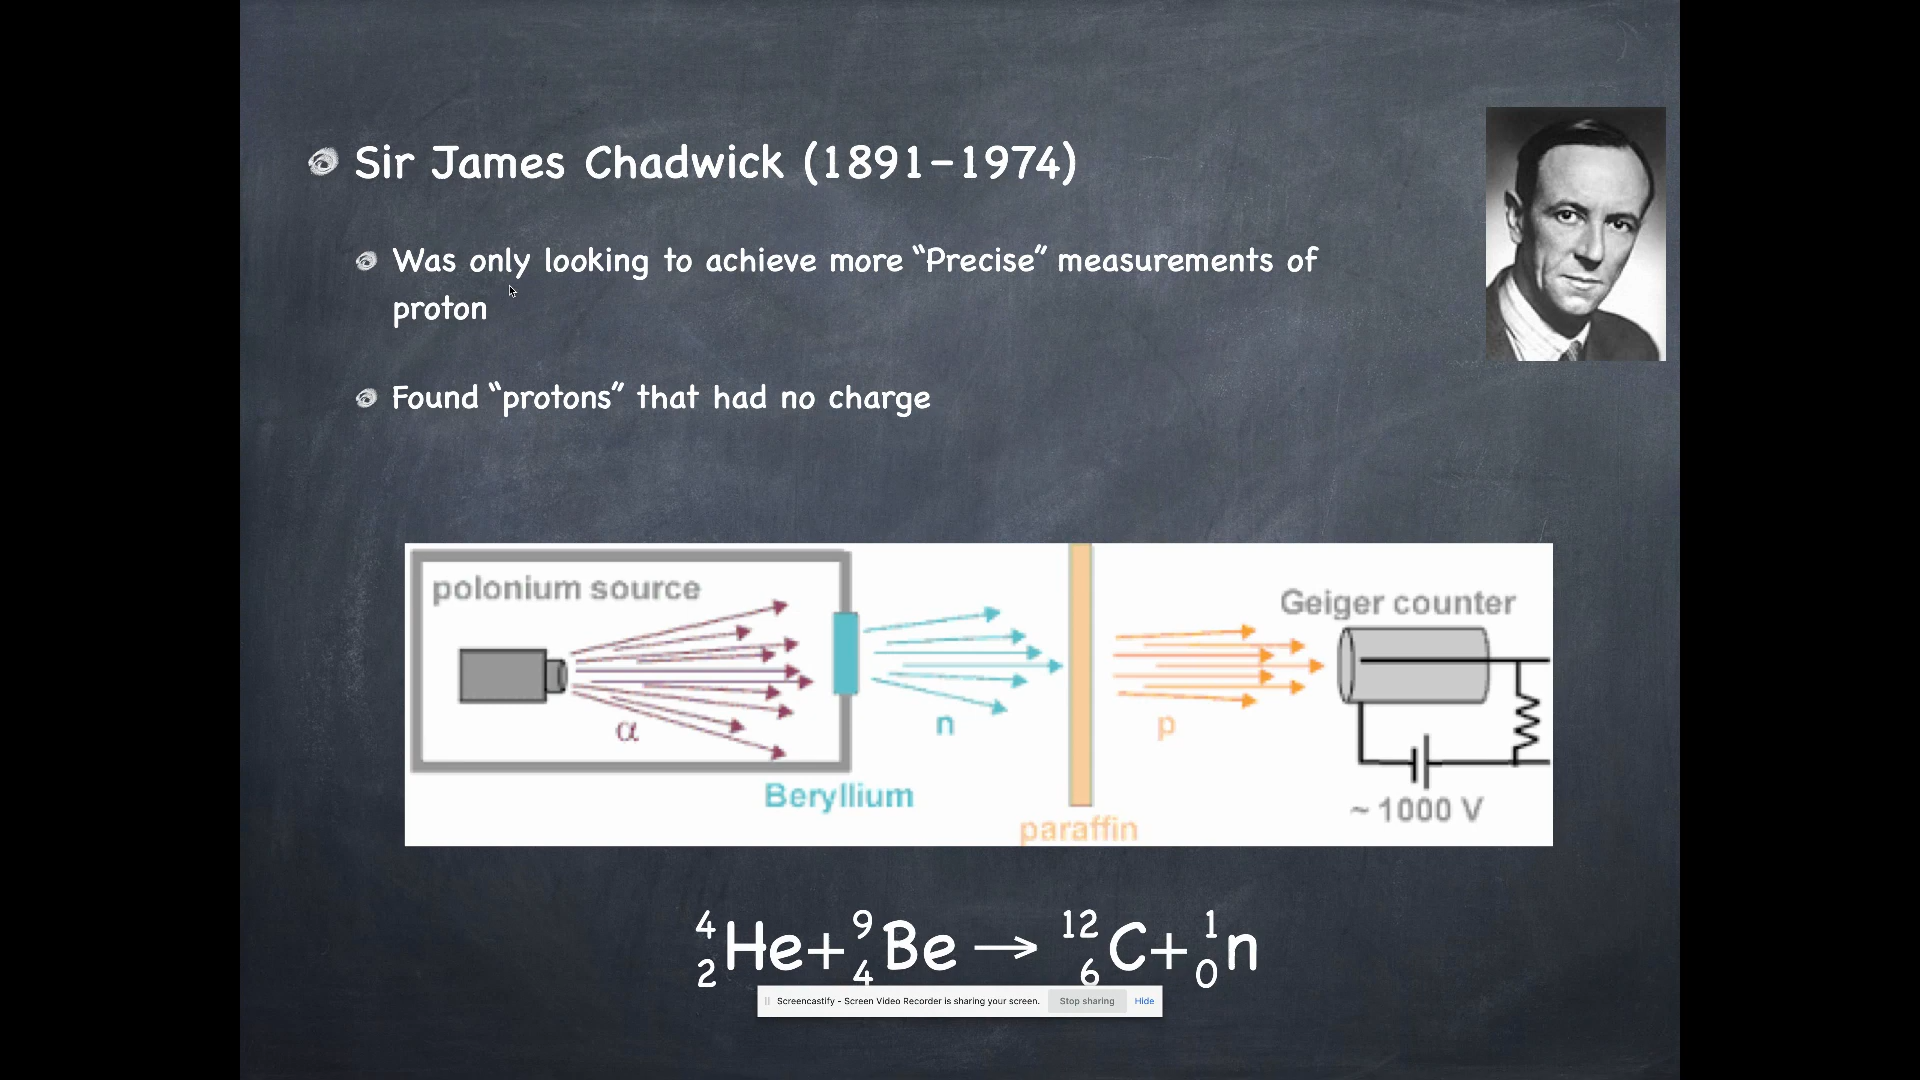 Sir James Chadwick (1891-1974)
Was only looking to achieve more “Precise” measurements of
proton
Found “protons” that had no charge
polonium source
Geiger counter
α
n
p
Beryllium
~ 1000 V
paraffin
⁴₂He+⁹₄Be→¹²₆C+¹₀n
Screencastify - Screen Video Recorder is sharing your screen. Stop sharing Hide